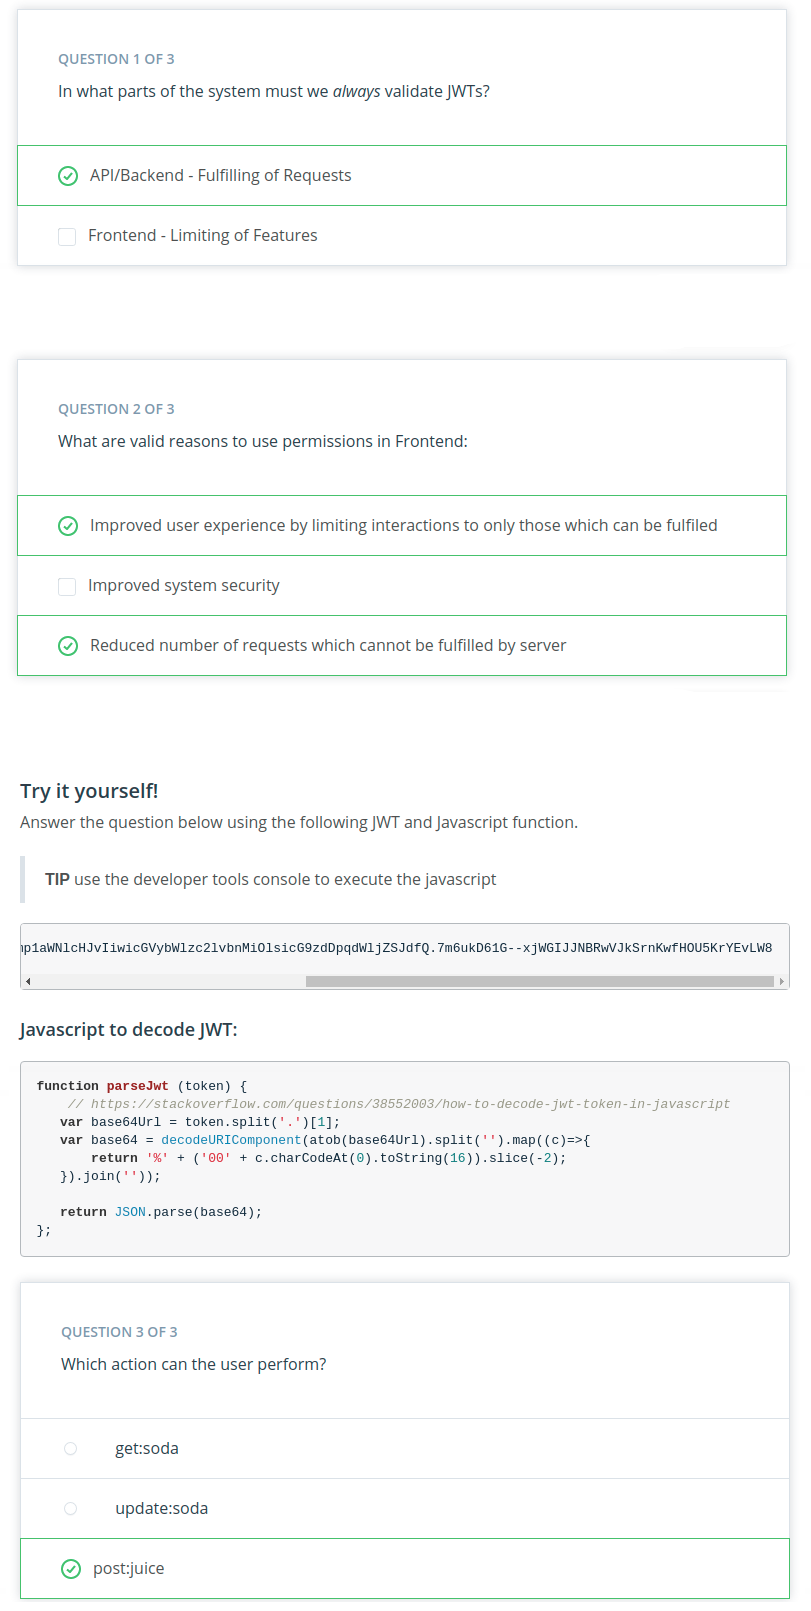 QUESTION 1 OF 3
In what parts of the system must we always validate JWTs?
API/Backend - Fulfilling of Requests
Frontend - Limiting of Features
QUESTION 2 OF 3
What are valid reasons to use permissions in Frontend:
Improved user experience by limiting interactions to only those which can be fulfiled
Improved system security
Reduced number of requests which cannot be fulfilled by server
Try it yourself!
Answer the question below using the following JWT and Javascript function.
TIP use the developer tools console to execute the javascript
p1aWNlcHJvIiwicGVybWlzc2lvbnMiOlsicG9zdDpqdWljZSJdfQ.7m6ukD61G--xjWGIJJNBRwVJkSrnKwfHOU5KrYEvLW8
Javascript to decode JWT:
function parseJwt (token) {
// https://stackoverflow.com/questions/38552003/how-to-decode-jwt-token-in-javascript
var base64Url = token.split('.')[1];
var base64 = decodeURIComponent(atob(base64Url).split('').map((c)=>{
return '%' + ('00' + c.charCodeAt(0).toString(16)).slice(-2);
}).join(''));
return JSON.parse(base64);
};
QUESTION 3 OF 3
Which action can the user perform?
get:soda
update:soda
post:juice